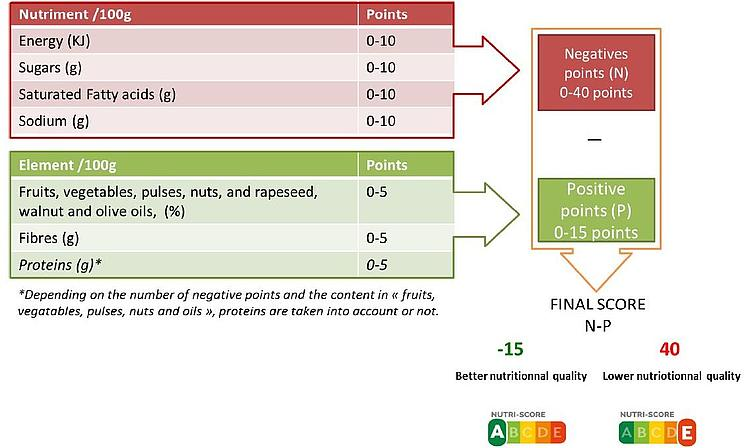 Nutriment /100g Points
Energy (KJ) 0-10
Sugars (g) 0-10
Saturated Fatty acids (g) 0-10
Sodium (g) 0-10
Negatives
points (N)
0-40 points
—
Element /100g Points
Fruits, vegetables, pulses, nuts, and rapeseed,
walnut and olive oils, (%) 0-5
Fibres (g) 0-5
Proteins (g)* 0-5
Positive
points (P)
0-15 points
*Depending on the number of negative points and the content in « fruits,
vegatables, pulses, nuts and oils », proteins are taken into account or not.
FINAL SCORE
N-P
-15 40
Better nutritionnal quality Lower nutriotionnal quality
NUTRI-SCORE NUTRI-SCORE
A B C D E A B C D E